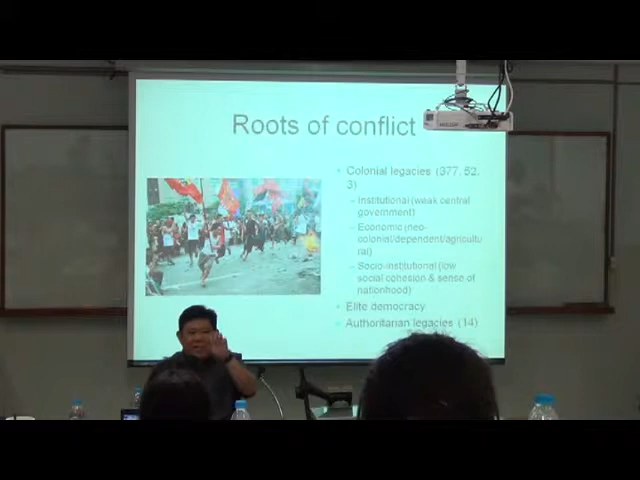 Roots of conflict
Colonial legacies (377, 52,
3)
– Institutional (weak central
government)
– Economic (neo-
colonial/dependent/agricultu
ral)
– Socio-institutional (low
social cohesion & sense of
nationhood)
Elite democracy
Authoritarian legacies (14)